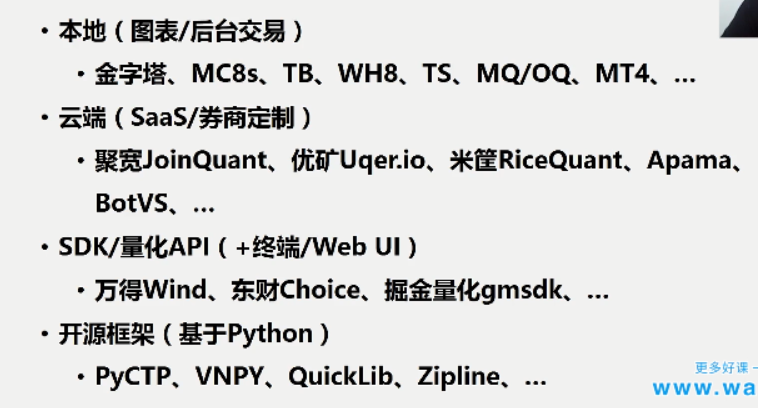 • 本地（图表/后台交易）
• 金字塔、MC8s、TB、WH8、TS、MQ/OQ、MT4、...
• 云端（SaaS/券商定制）
• 聚宽JoinQuant、优矿Uqer.io、米筐RiceQuant、Apama、
BotVS、...
• SDK/量化API（+终端/Web UI）
• 万得Wind、东财Choice、掘金量化gmsdk、...
• 开源框架（基于Python）
• PyCTP、VNPY、QuickLib、Zipline、...
更多好课
www.wa